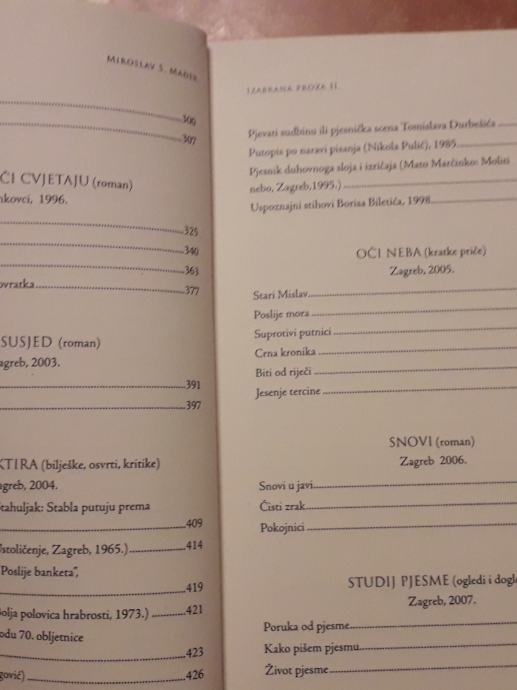 MIROSLAV S. MAĐER
300
307
ČI CVJETAJU (roman)
nkovci, 1996.
325
340
363
ovratka 377
SUSJED (roman)
agreb, 2003.
391
397
KTIRA (bilješke, osvrti, kritike)
agreb, 2004.
Stahuljak: Stabla putuju prema
409
Ustoličenje, Zagreb, 1965.) 414
"Poslije banketa",
419
olja polovica hrabrosti, 1973.) 421
odu 70. obljetnice
423
gović) 426
IZABRANA PROZA II.
Pjevati sudbinu ili pjesnička scena Tomislava Durbešića
Putopis po naravi pisanja (Nikola Pulić), 1985
Pjesnik duhovnoga sloja i izričaja (Mato Marčinko: Moliti
nebo, Zagreb,1995.)
Uspoznajni stihovi Borisa Biletića, 1998
OČI NEBA (kratke priče)
Zagreb, 2005.
Stari Mislav
Poslije mora
Suprotivi putnici
Crna kronika
Biti od riječi
Jesenje tercine
SNOVI (roman)
Zagreb 2006.
Snovi u javi
Čisti zrak
Pokojnici
STUDIJ PJESME (ogledi i dogle
Zagreb, 2007.
Poruka od pjesme
Kako pišem pjesmu
Život pjesme